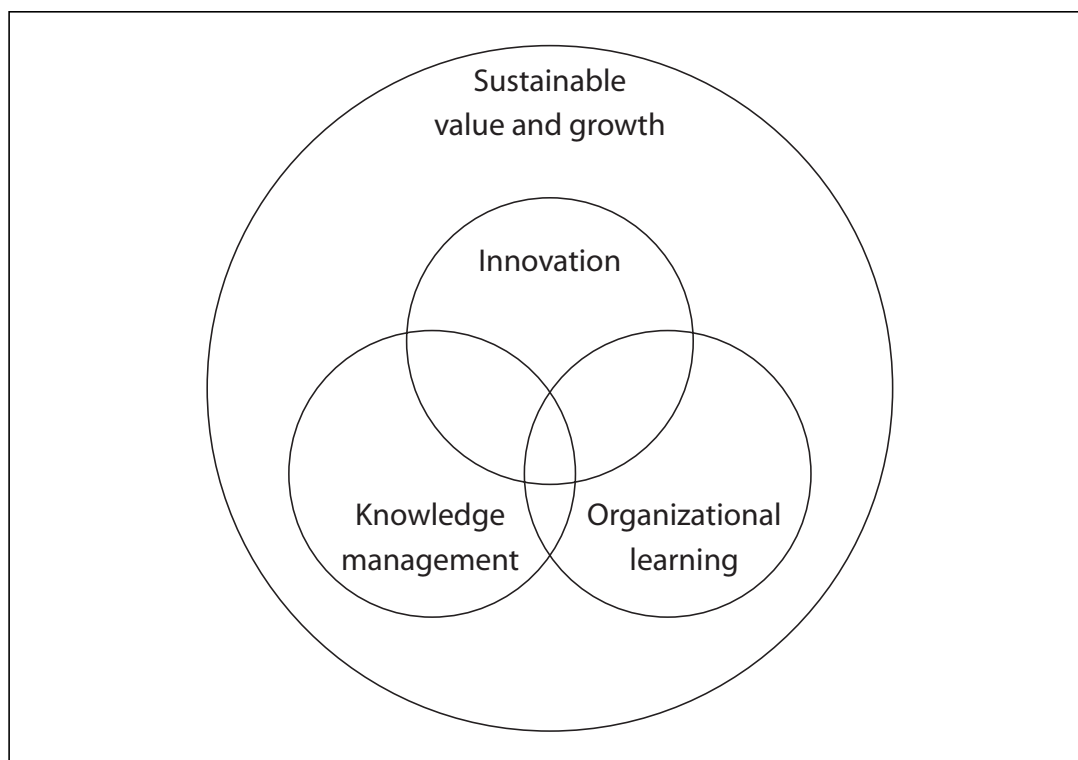 Sustainable
value and growth
Innovation
Knowledge
management
Organizational
learning